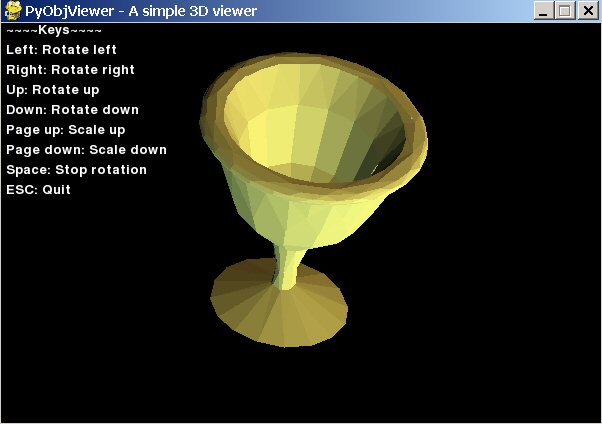 PyObjViewer - A simple 3D viewer
~~~~Keys~~~~
Left: Rotate left
Right: Rotate right
Up: Rotate up
Down: Rotate down
Page up: Scale up
Page down: Scale down
Space: Stop rotation
ESC: Quit